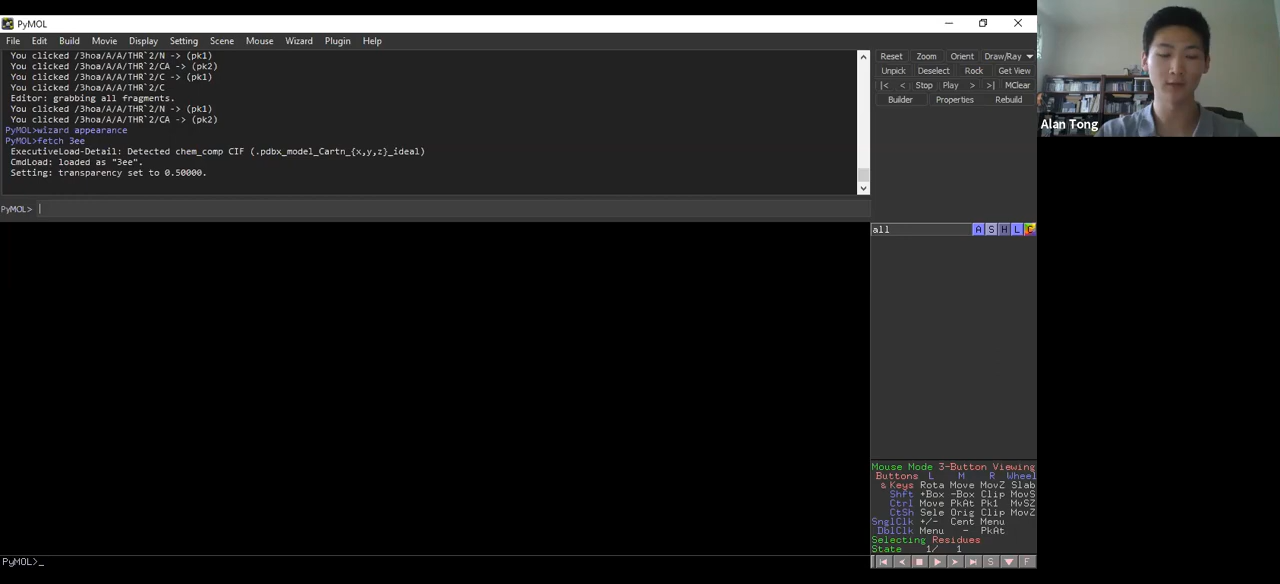 PyMOL
File Edit Build Movie Display Setting Scene Mouse Wizard Plugin Help
You clicked /3hoa/A/A/THR`2/N -> (pk1)
You clicked /3hoa/A/A/THR`2/CA -> (pk2)
You clicked /3hoa/A/A/THR`2/C -> (pk1)
You clicked /3hoa/A/A/THR`2/C
Editor: grabbing all fragments.
You clicked /3hoa/A/A/THR`2/N -> (pk1)
You clicked /3hoa/A/A/THR`2/CA -> (pk2)
PyMOL>wizard appearance
PyMOL>fetch 3ee
ExecutiveLoad-Detail: Detected chem_comp CIF (.pdbx_model_Cartn_{x,y,z}_ideal)
CmdLoad: loaded as "3ee".
Setting: transparency set to 0.50000.
PyMOL>
Reset Zoom Orient Draw/Ray
Unpick Deselect Rock Get View
|< < Stop Play > >| MClear
Builder Properties Rebuild
Alan Tong
all A S H L C
Mouse Mode 3-Button Viewing
Buttons L M R Wheel
& Keys Rota Move MovZ Slab
Shft +Box -Box Clip MovS
Ctrl Move PkAt Pk1 MvSZ
CtSh Sele Orig Clip MovZ
SnglClk +/- Cent Menu
DblClk Menu - PkAt
Selecting Residues
State 1/ 1
S F
PyMOL>_